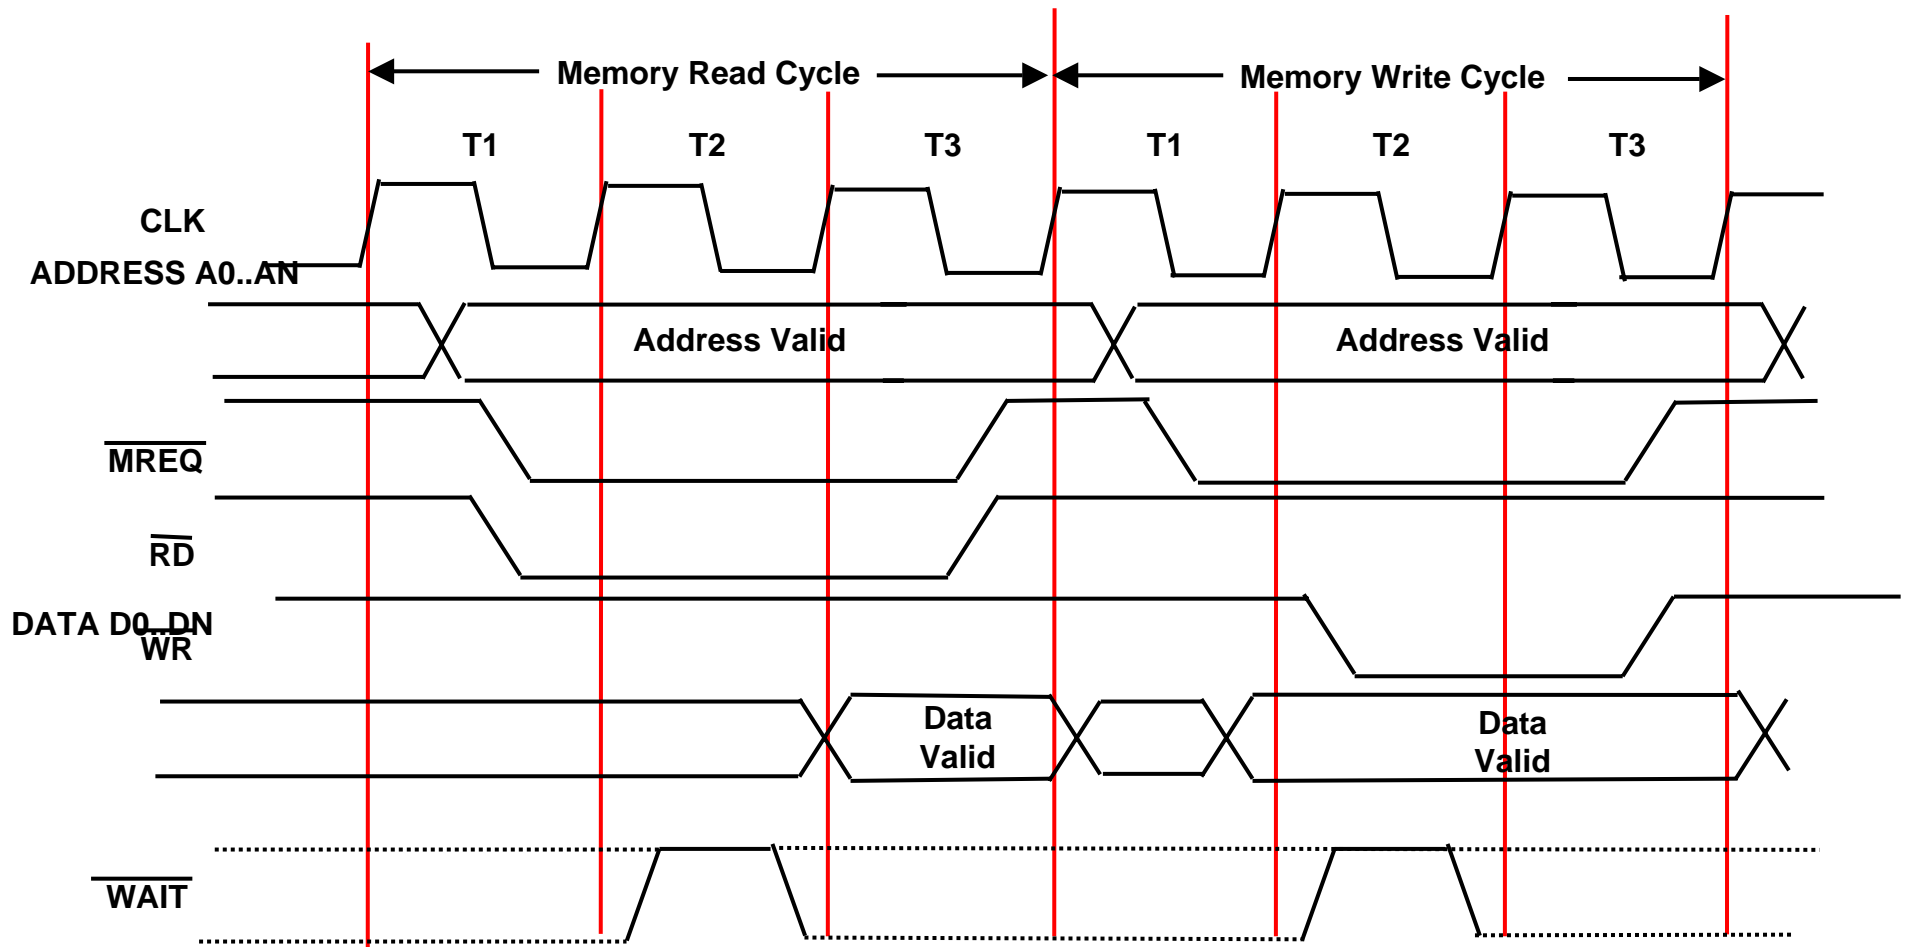 Memory Read Cycle
Memory Write Cycle
T1
T2
T3
T1
T2
T3
CLK
ADDRESS A0..AN
Address Valid
Address Valid
MREQ
RD
DATA D0..DN
WR
Data
Valid
Data
Valid
WAIT